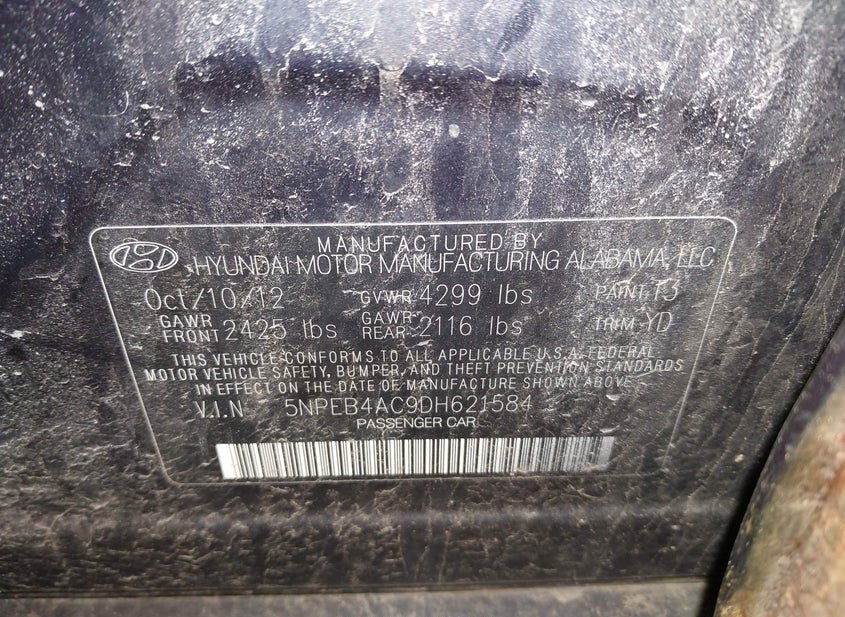 MANUFACTURED BY
HYUNDAI MOTOR MANUFACTURING ALABAMA, LLC
Oct/10/12 GVWR 4299 lbs PAINT T3
GAWR FRONT 2425 lbs GAWR REAR 2116 lbs TRIM YD
THIS VEHICLE CONFORMS TO ALL APPLICABLE U.S.A. FEDERAL
MOTOR VEHICLE SAFETY, BUMPER, AND THEFT PREVENTION STANDARDS
IN EFFECT ON THE DATE OF MANUFACTURE SHOWN ABOVE
V.I.N 5NPEB4AC9DH621584
PASSENGER CAR